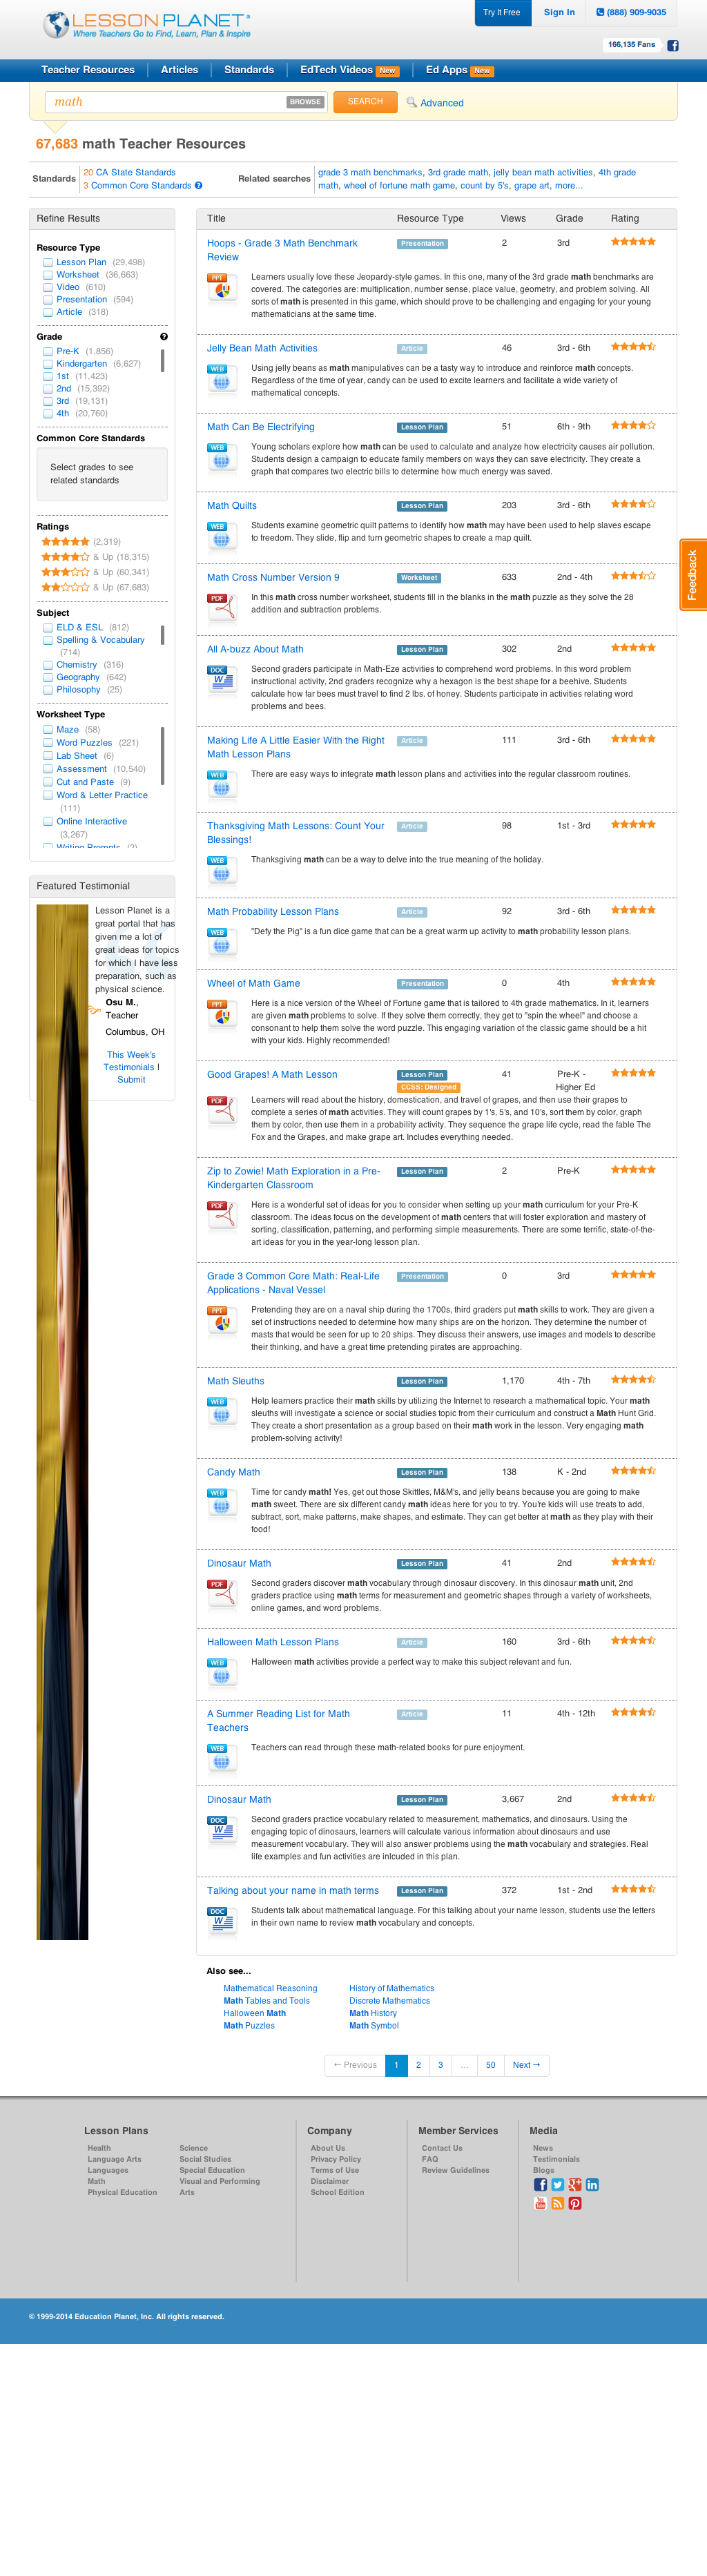 LESSON PLANET®
Where Teachers Go to Find, Learn, Plan & Inspire
Try It Free
Sign In
(888) 909-9035
166,135 Fans
Teacher Resources
Articles
Standards
EdTech Videos New
Ed Apps New
math
BROWSE
SEARCH
Advanced
67,683 math Teacher Resources
Standards
20 CA State Standards
3 Common Core Standards
Related searches
grade 3 math benchmarks, 3rd grade math, jelly bean math activities, 4th grade
math, wheel of fortune math game, count by 5's, grape art, more...
Refine Results
Resource Type
Lesson Plan (29,498)
Worksheet (36,663)
Video (610)
Presentation (594)
Article (318)
Grade
Pre-K (1,856)
Kindergarten (6,627)
1st (11,423)
2nd (15,392)
3rd (19,131)
4th (20,760)
Common Core Standards
Select grades to see
related standards
Ratings
(2,319)
& Up (18,315)
& Up (60,341)
& Up (67,683)
Subject
ELD & ESL (812)
Spelling & Vocabulary
(714)
Chemistry (316)
Geography (642)
Philosophy (25)
Worksheet Type
Maze (58)
Word Puzzles (221)
Lab Sheet (6)
Assessment (10,540)
Cut and Paste (9)
Word & Letter Practice
(111)
Online Interactive
(3,267)
Writing Prompts (2)
Featured Testimonial
Lesson Planet is a
great portal that has
given me a lot of
great ideas for topics
for which I have less
preparation, such as
physical science.
Osu M.,
Teacher
Columbus, OH
This Week's
Testimonials |
Submit
Title Resource Type Views Grade Rating
Hoops - Grade 3 Math Benchmark
Review
Presentation 2 3rd
PPT
Learners usually love these Jeopardy-style games. In this one, many of the 3rd grade math benchmarks are
covered. The categories are: multiplication, number sense, place value, geometry, and problem solving. All
sorts of math is presented in this game, which should prove to be challenging and engaging for your young
mathematicians at the same time.
Jelly Bean Math Activities Article 46 3rd - 6th
WEB
Using jelly beans as math manipulatives can be a tasty way to introduce and reinforce math concepts.
Regardless of the time of year, candy can be used to excite learners and facilitate a wide variety of
mathematical concepts.
Math Can Be Electrifying Lesson Plan 51 6th - 9th
WEB
Young scholars explore how math can be used to calculate and analyze how electricity causes air pollution.
Students design a campaign to educate family members on ways they can save electricity. They create a
graph that compares two electric bills to determine how much energy was saved.
Math Quilts Lesson Plan 203 3rd - 6th
WEB
Students examine geometric quilt patterns to identify how math may have been used to help slaves escape
to freedom. They slide, flip and turn geometric shapes to create a map quilt.
Math Cross Number Version 9 Worksheet 633 2nd - 4th
PDF
In this math cross number worksheet, students fill in the blanks in the math puzzle as they solve the 28
addition and subtraction problems.
All A-buzz About Math Lesson Plan 302 2nd
DOC
Second graders participate in Math-Eze activities to comprehend word problems. In this word problem
instructional activity, 2nd graders recognize why a hexagon is the best shape for a beehive. Students
calculate how far bees must travel to find 2 lbs. of honey. Students participate in activities relating word
problems and bees.
Making Life A Little Easier With the Right
Math Lesson Plans
Article 111 3rd - 6th
WEB
There are easy ways to integrate math lesson plans and activities into the regular classroom routines.
Thanksgiving Math Lessons: Count Your
Blessings!
Article 98 1st - 3rd
WEB
Thanksgiving math can be a way to delve into the true meaning of the holiday.
Math Probability Lesson Plans Article 92 3rd - 6th
WEB
"Defy the Pig" is a fun dice game that can be a great warm up activity to math probability lesson plans.
Wheel of Math Game Presentation 0 4th
PPT
Here is a nice version of the Wheel of Fortune game that is tailored to 4th grade mathematics. In it, learners
are given math problems to solve. If they solve them correctly, they get to "spin the wheel" and choose a
consonant to help them solve the word puzzle. This engaging variation of the classic game should be a hit
with your kids. Highly recommended!
Good Grapes! A Math Lesson Lesson Plan 41 Pre-K -
CCSS: Designed Higher Ed
PDF
Learners will read about the history, domestication, and travel of grapes, and then use their grapes to
complete a series of math activities. They will count grapes by 1's, 5's, and 10's, sort them by color, graph
them by color, then use them in a probability activity. They sequence the grape life cycle, read the fable The
Fox and the Grapes, and make grape art. Includes everything needed.
Zip to Zowie! Math Exploration in a Pre-
Kindergarten Classroom
Lesson Plan 2 Pre-K
PDF
Here is a wonderful set of ideas for you to consider when setting up your math curriculum for your Pre-K
classroom. The ideas focus on the development of math centers that will foster exploration and mastery of
sorting, classification, patterning, and performing simple measurements. There are some terrific, state-of-the-
art ideas for you in the year-long lesson plan.
Grade 3 Common Core Math: Real-Life
Applications - Naval Vessel
Presentation 0 3rd
PPT
Pretending they are on a naval ship during the 1700s, third graders put math skills to work. They are given a
set of instructions needed to determine how many ships are on the horizon. They determine the number of
masts that would be seen for up to 20 ships. They discuss their answers, use images and models to describe
their thinking, and have a great time pretending pirates are approaching.
Math Sleuths Lesson Plan 1,170 4th - 7th
WEB
Help learners practice their math skills by utilizing the Internet to research a mathematical topic. Your math
sleuths will investigate a science or social studies topic from their curriculum and construct a Math Hunt Grid.
They create a short presentation as a group based on their math work in the lesson. Very engaging math
problem-solving activity!
Candy Math Lesson Plan 138 K - 2nd
WEB
Time for candy math! Yes, get out those Skittles, M&M's, and jelly beans because you are going to make
math sweet. There are six different candy math ideas here for you to try. You're kids will use treats to add,
subtract, sort, make patterns, make shapes, and estimate. They can get better at math as they play with their
food!
Dinosaur Math Lesson Plan 41 2nd
PDF
Second graders discover math vocabulary through dinosaur discovery. In this dinosaur math unit, 2nd
graders practice using math terms for measurement and geometric shapes through a variety of worksheets,
online games, and word problems.
Halloween Math Lesson Plans Article 160 3rd - 6th
WEB
Halloween math activities provide a perfect way to make this subject relevant and fun.
A Summer Reading List for Math
Teachers
Article 11 4th - 12th
WEB
Teachers can read through these math-related books for pure enjoyment.
Dinosaur Math Lesson Plan 3,667 2nd
DOC
Second graders practice vocabulary related to measurement, mathematics, and dinosaurs. Using the
engaging topic of dinosaurs, learners will calculate various information about dinosaurs and use
measurement vocabulary. They will also answer problems using the math vocabulary and strategies. Real
life examples and fun activities are inlcuded in this plan.
Talking about your name in math terms Lesson Plan 372 1st - 2nd
DOC
Students talk about mathematical language. For this talking about your name lesson, students use the letters
in their own name to review math vocabulary and concepts.
Feedback
Also see...
Mathematical Reasoning
Math Tables and Tools
Halloween Math
Math Puzzles
History of Mathematics
Discrete Mathematics
Math History
Math Symbol
← Previous 1 2 3 ... 50 Next →
Lesson Plans
Health
Language Arts
Languages
Math
Physical Education
Science
Social Studies
Special Education
Visual and Performing
Arts
Company
About Us
Privacy Policy
Terms of Use
Disclaimer
School Edition
Member Services
Contact Us
FAQ
Review Guidelines
Media
News
Testimonials
Blogs
© 1999-2014 Education Planet, Inc. All rights reserved.